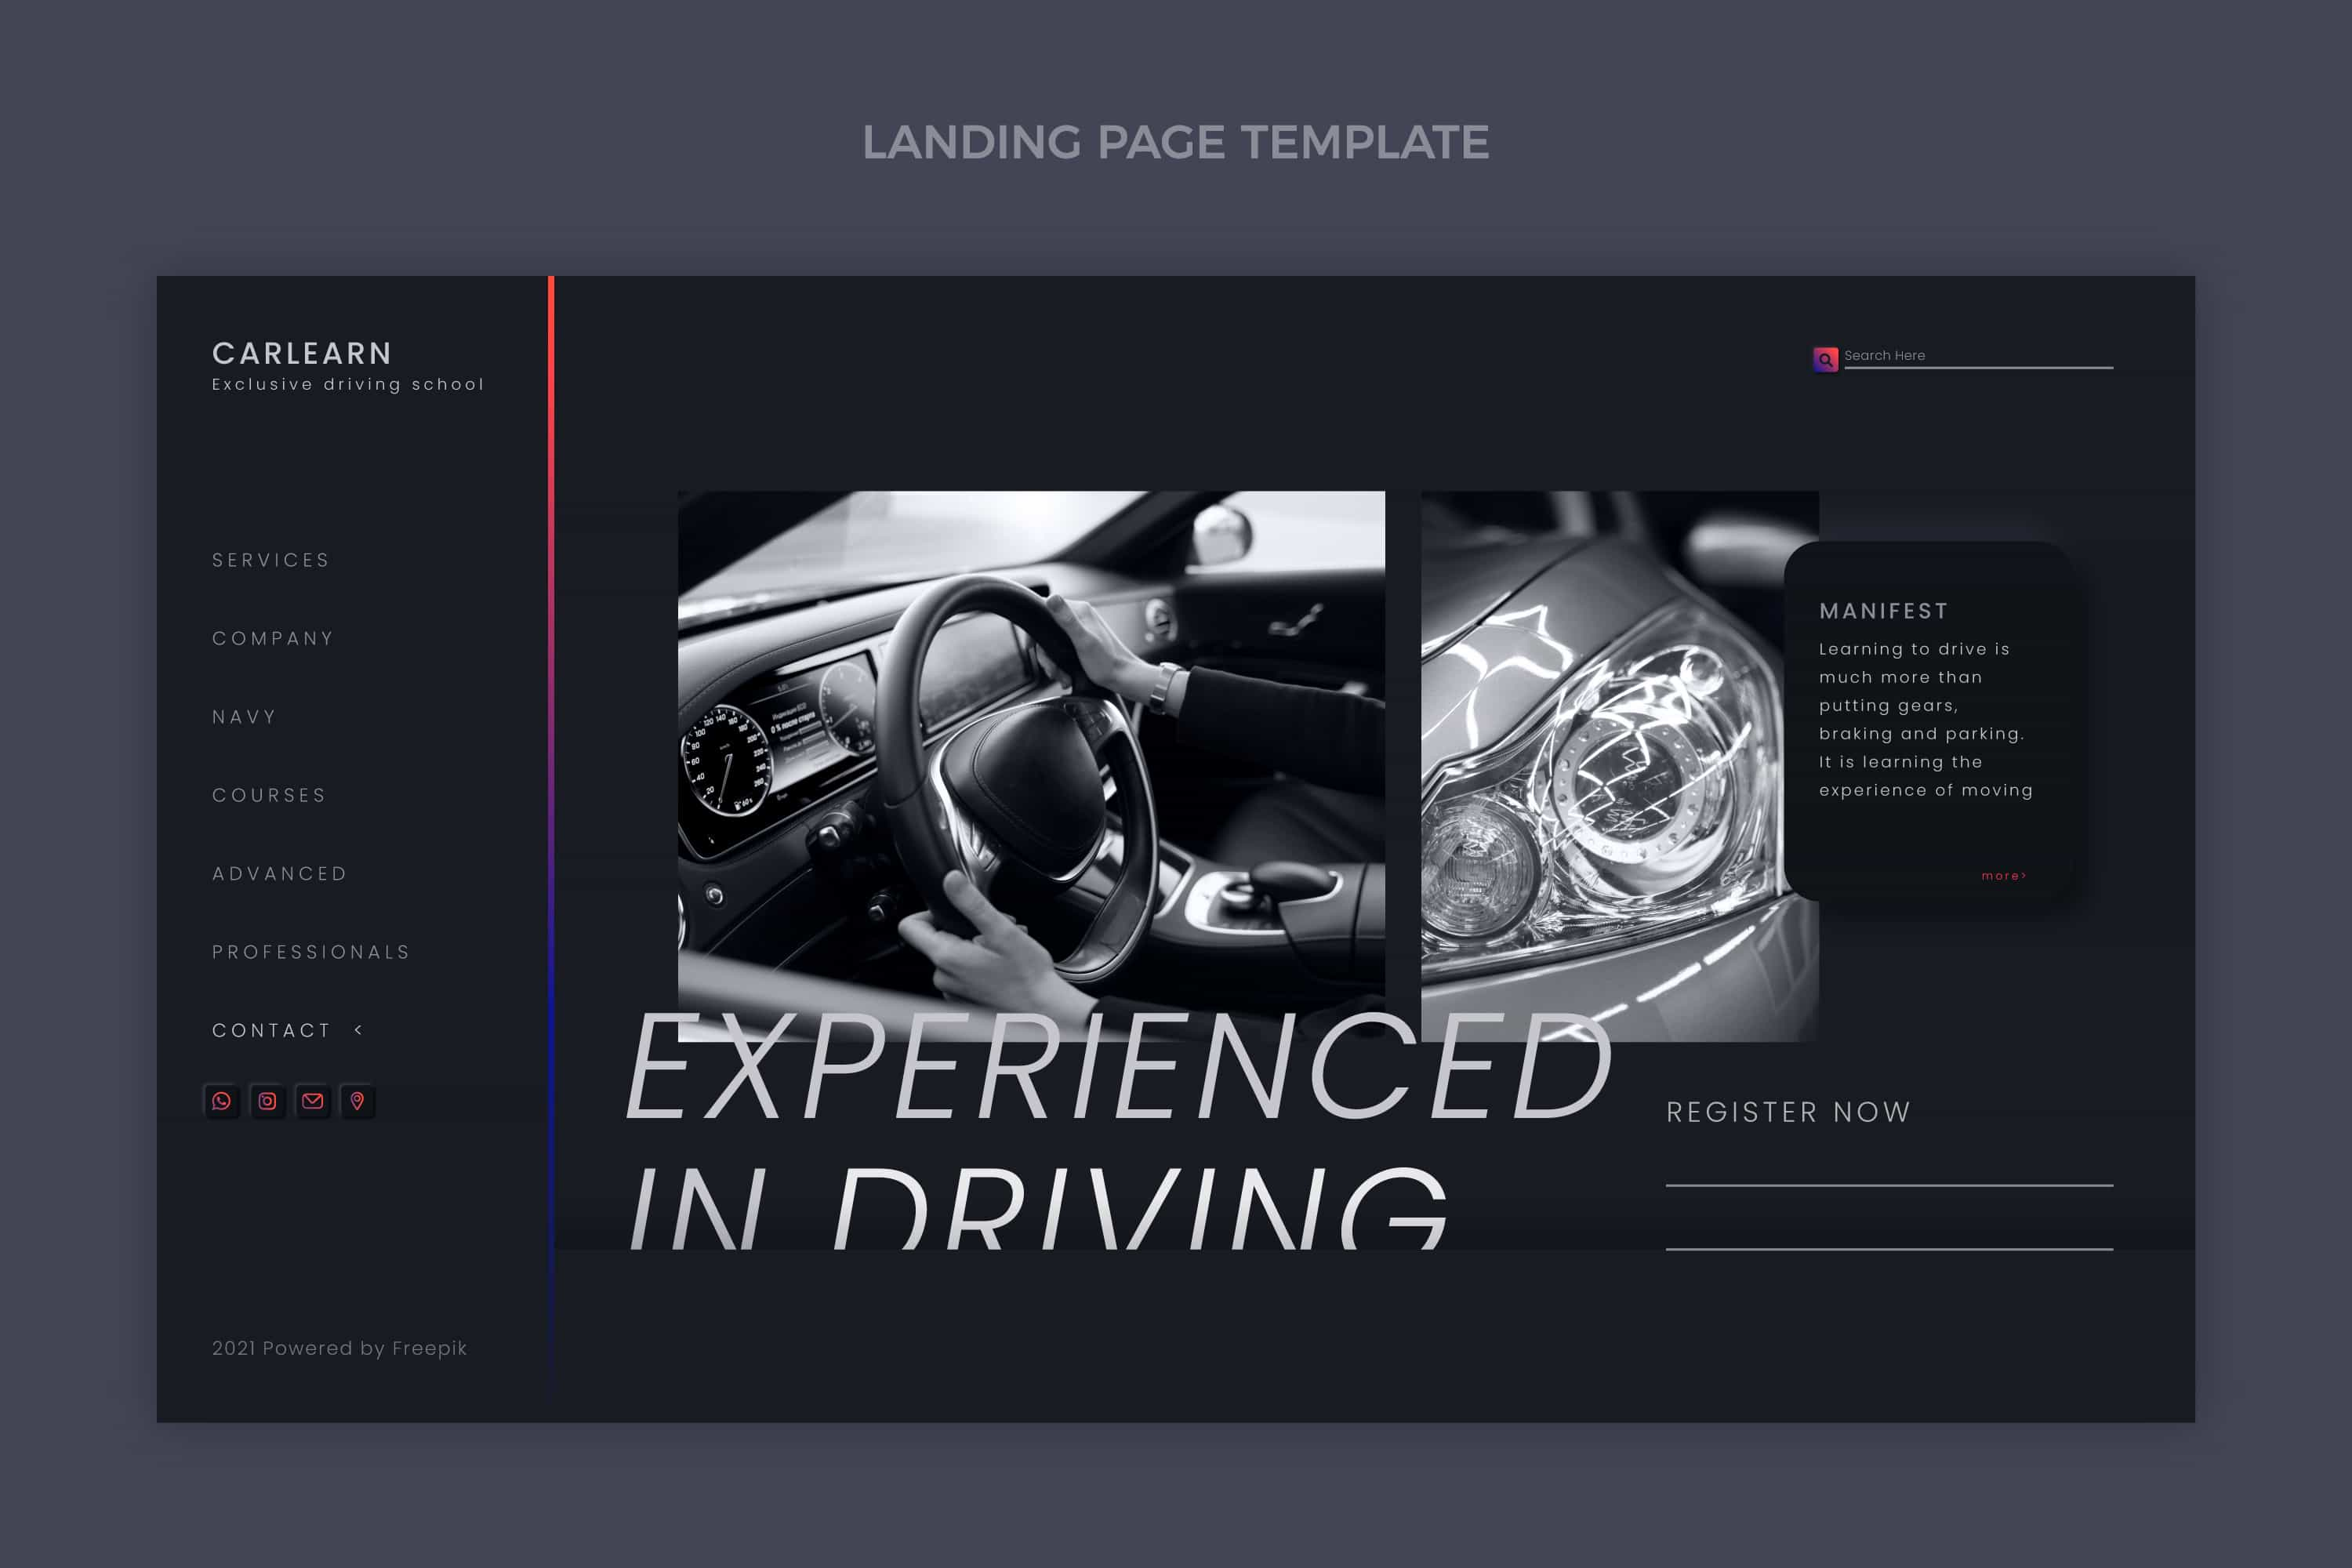 LANDING PAGE TEMPLATE
CARLEARN
Exclusive driving school
Search Here
SERVICES
COMPANY
NAVY
COURSES
ADVANCED
PROFESSIONALS
CONTACT <
2021 Powered by Freepik
MANIFEST
Learning to drive is
much more than
putting gears,
braking and parking.
It is learning the
experience of moving
more>
EXPERIENCED
IN DRIVING
REGISTER NOW